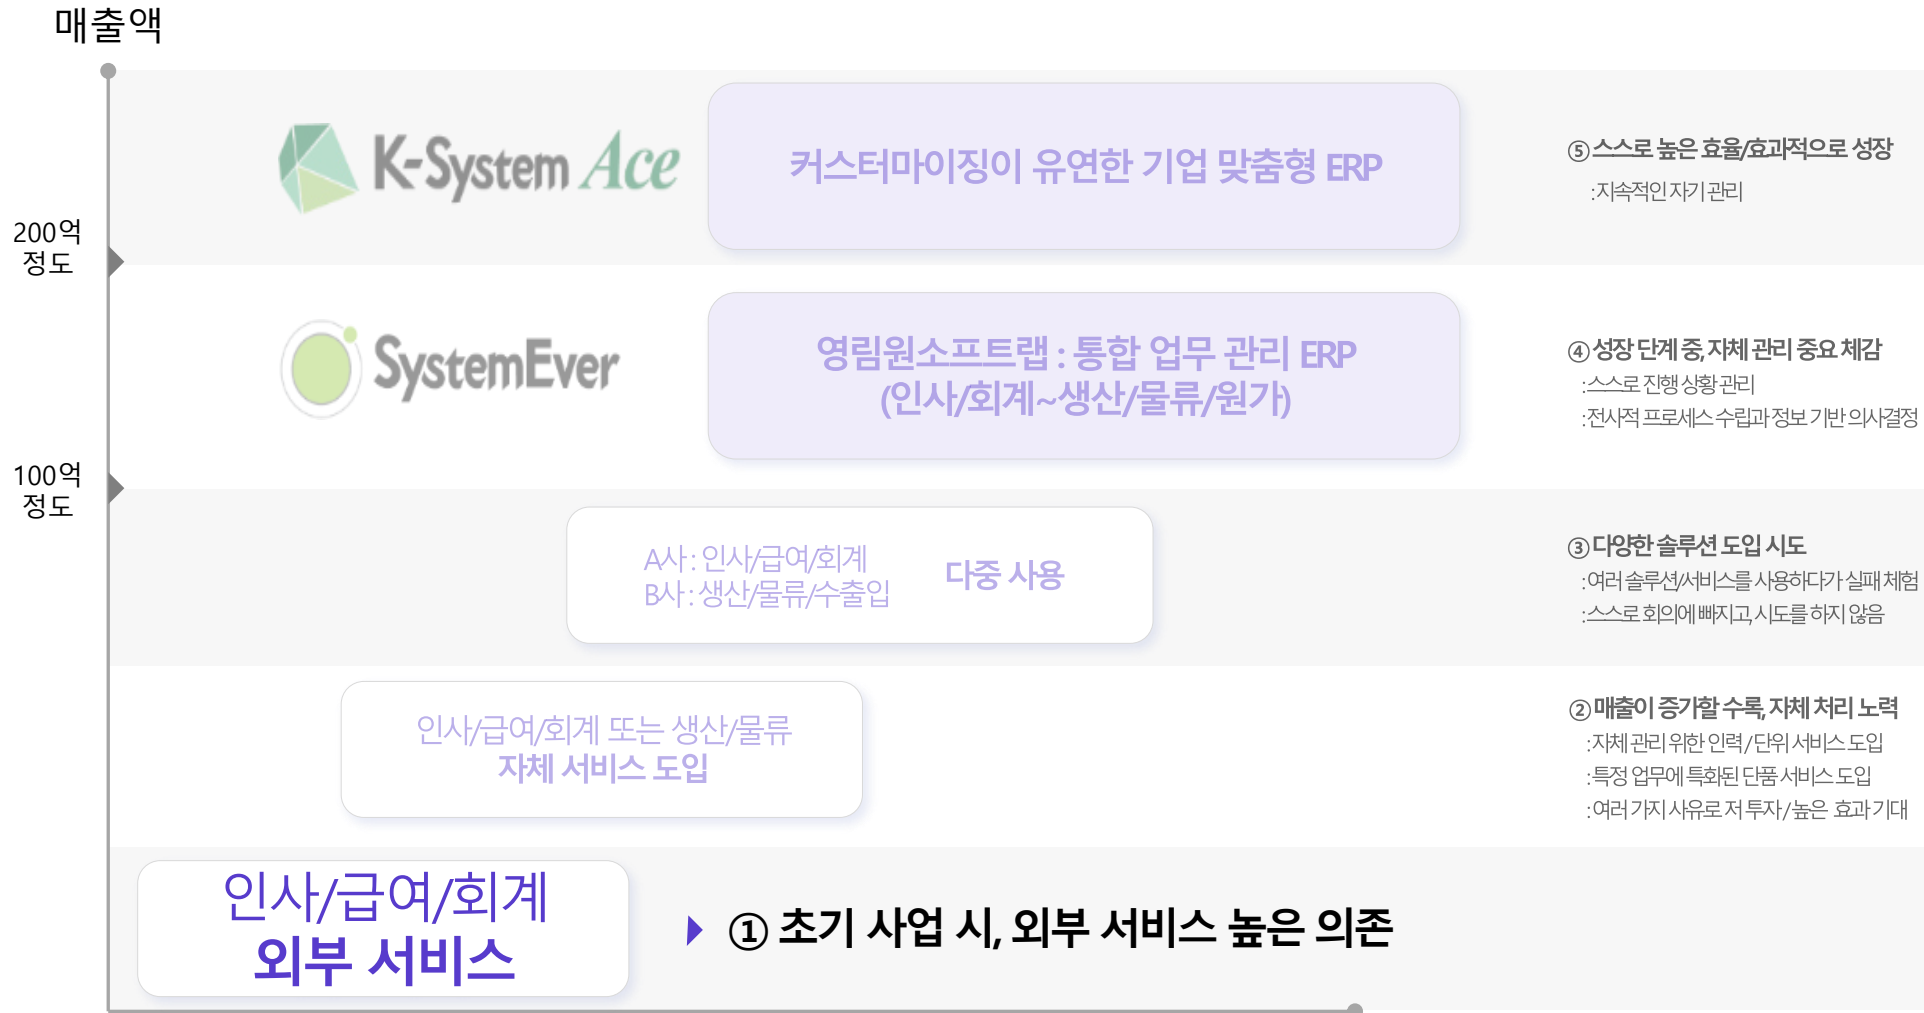 매출액
K-System Ace
커스터마이징이 유연한 기업 맞춤형 ERP
⑤ 스스로 높은 효율/효과적으로 성장
: 지속적인 자기 관리
200억
정도
SystemEver
영림원소프트랩 : 통합 업무 관리 ERP
(인사/회계~생산/물류/원가)
④ 성장 단계 중, 자체 관리 중요 체감
: 스스로 진행 상황 관리
: 전사적 프로세스 수립과 정보 기반 의사결정
100억
정도
A사 : 인사/급여/회계
B사 : 생산/물류/수출입
다중 사용
③ 다양한 솔루션 도입 시도
: 여러 솔루션/서비스를 사용하다가 실패 체험
: 스스로 회의에 빠지고, 시도를 하지 않음
인사/급여/회계 또는 생산/물류
자체 서비스 도입
② 매출이 증가할 수록, 자체 처리 노력
: 자체 관리 위한 인력 / 단위 서비스 도입
: 특정 업무에 특화된 단품 서비스 도입
: 여러 가지 사유로 저 투자 / 높은 효과 기대
인사/급여/회계
외부 서비스
① 초기 사업 시, 외부 서비스 높은 의존